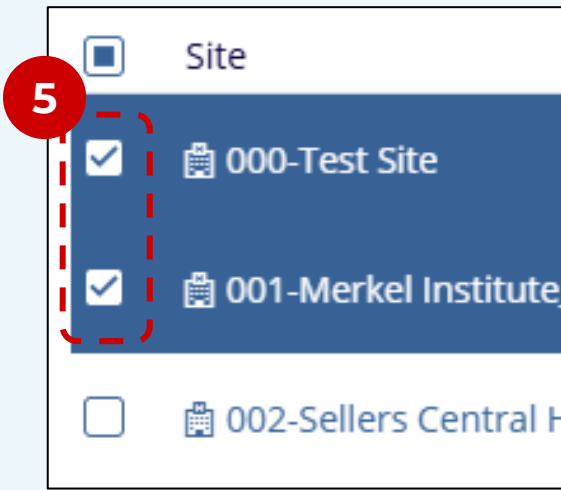 Site
5
000-Test Site
001-Merkel Institute
002-Sellers Central